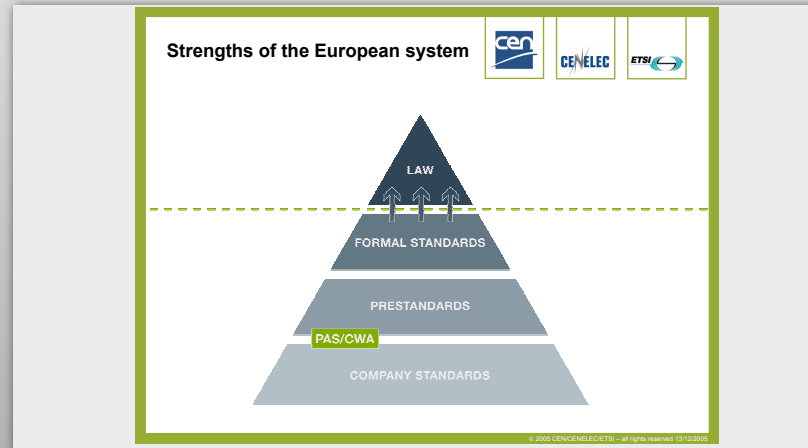 Strengths of the European system
cen
CENELEC
ETSI
LAW
FORMAL STANDARDS
PRESTANDARDS
PAS/CWA
COMPANY STANDARDS
© 2005 CEN/CENELEC/ETSI – all rights reserved 13/12/2005